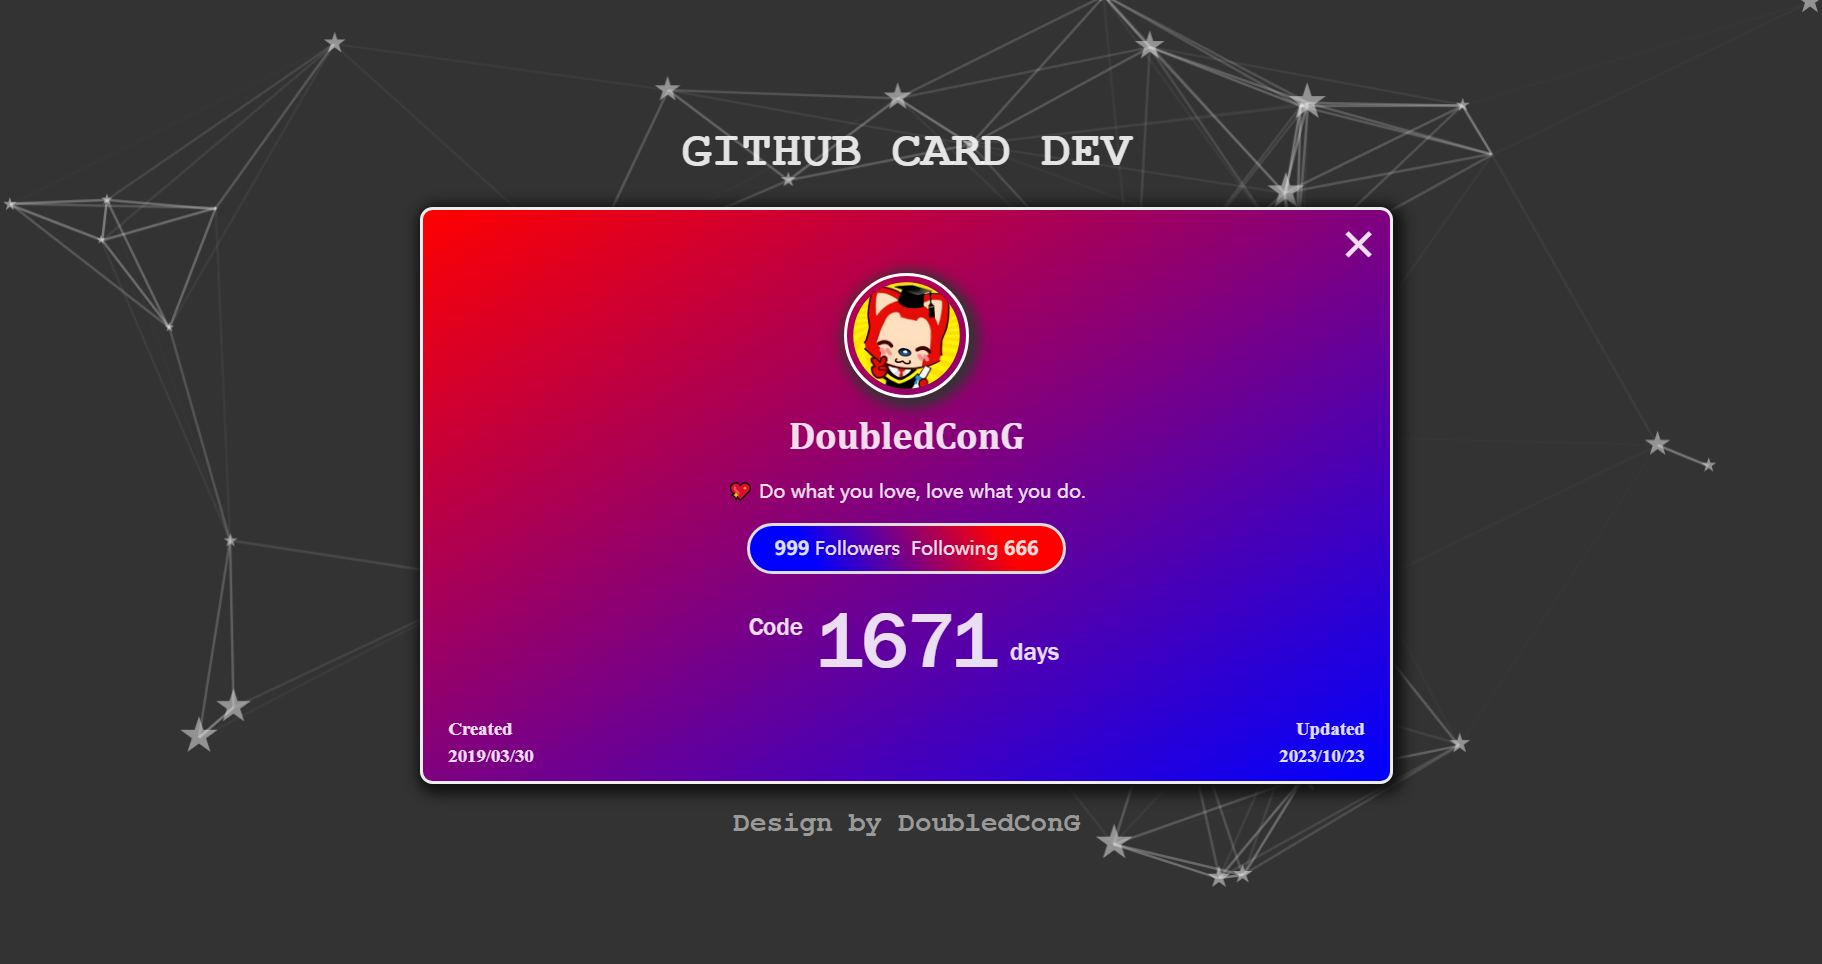 GITHUB CARD DEV
DoubledConG
💖 Do what you love, love what you do.
999 Followers Following 666
Code 1671 days
Created
2019/03/30
Updated
2023/10/23
Design by DoubledConG